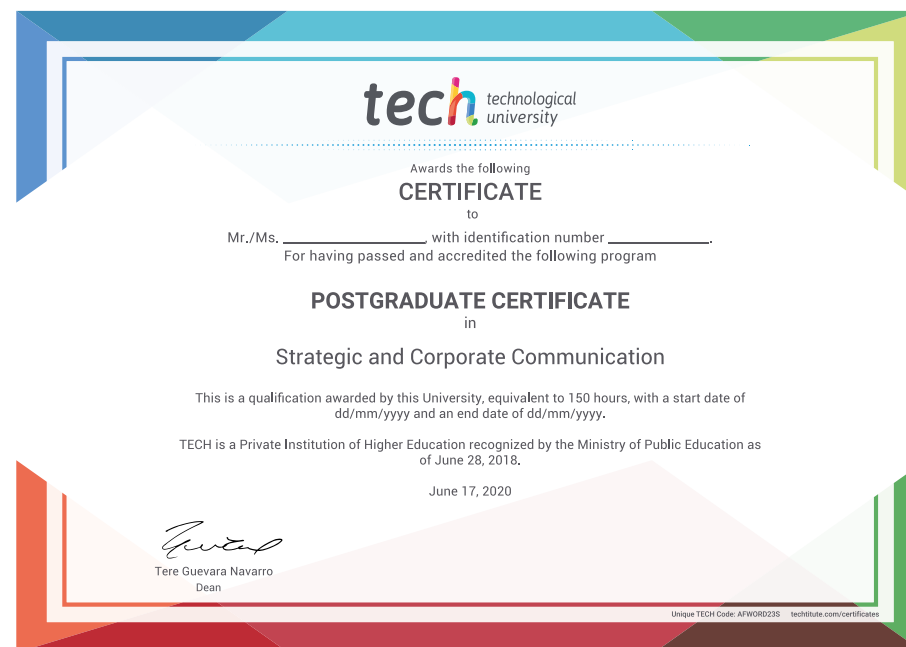 tech technological
university
Awards the following
CERTIFICATE
to
Mr./Ms. ____________________, with identification number ______________.
For having passed and accredited the following program
POSTGRADUATE CERTIFICATE
in
Strategic and Corporate Communication
This is a qualification awarded by this University, equivalent to 150 hours, with a start date of
dd/mm/yyyy and an end date of dd/mm/yyyy.
TECH is a Private Institution of Higher Education recognized by the Ministry of Public Education as
of June 28, 2018.
June 17, 2020
Tere Guevara Navarro
Dean
Unique TECH Code: AFWORD23S techtitute.com/certificates